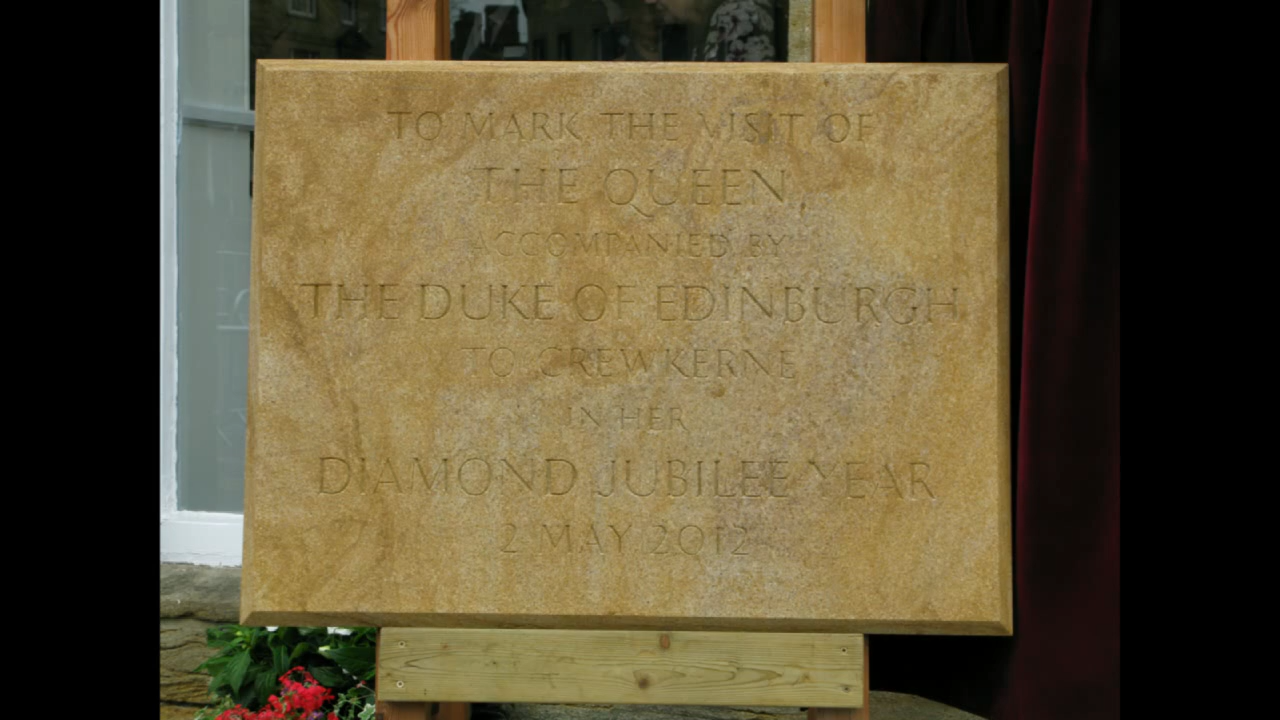 TO MARK THE VISIT OF
THE QUEEN
ACCOMPANIED BY
THE DUKE OF EDINBURGH
TO CREWKERNE
IN HER
DIAMOND JUBILEE YEAR
2 MAY 2012